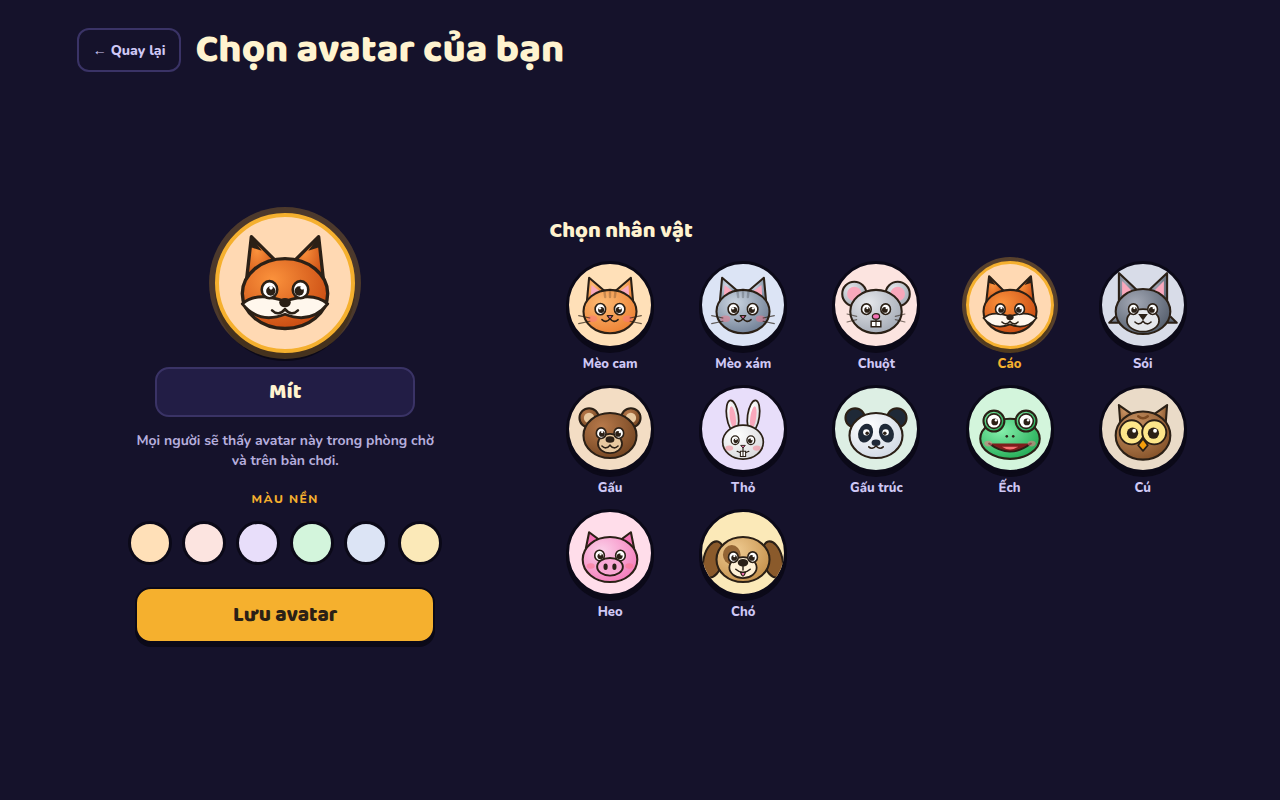 ← Quay lại
Chọn avatar của bạn
Mít
Mọi người sẽ thấy avatar này trong phòng chờ
và trên bàn chơi.
MÀU NỀN
Lưu avatar
Chọn nhân vật
Mèo cam
Mèo xám
Chuột
Cáo
Sói
Gấu
Thỏ
Gấu trúc
Ếch
Cú
Heo
Chó